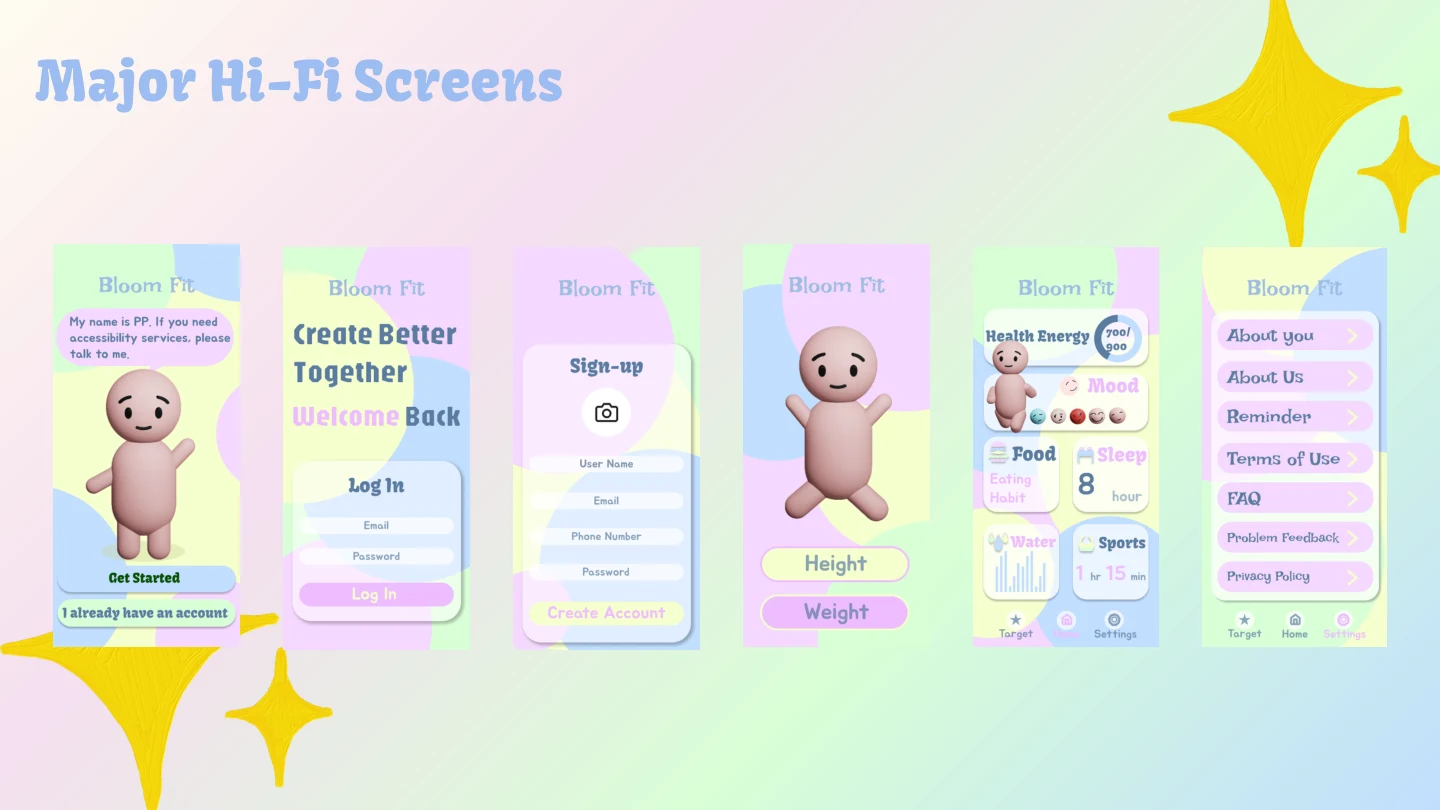 Major Hi-Fi Screens
Bloom Fit
My name is PP. If you need
accessibility services, please
talk to me.
Get Started
I already have an account
Bloom Fit
Create Better
Together
Welcome Back
Log In
Email
Password
Log In
Bloom Fit
Sign-up
User Name
Email
Phone Number
Password
Create Account
Bloom Fit
Height
Weight
Bloom Fit
Health Energy
700/
900
Mood
Food
Eating
Habit
Sleep
8 hour
Water
Sports
1 hr 15 min
Target
Home
Settings
Bloom Fit
About you
About Us
Reminder
Terms of Use
FAQ
Problem Feedback
Privacy Policy
Target
Home
Settings